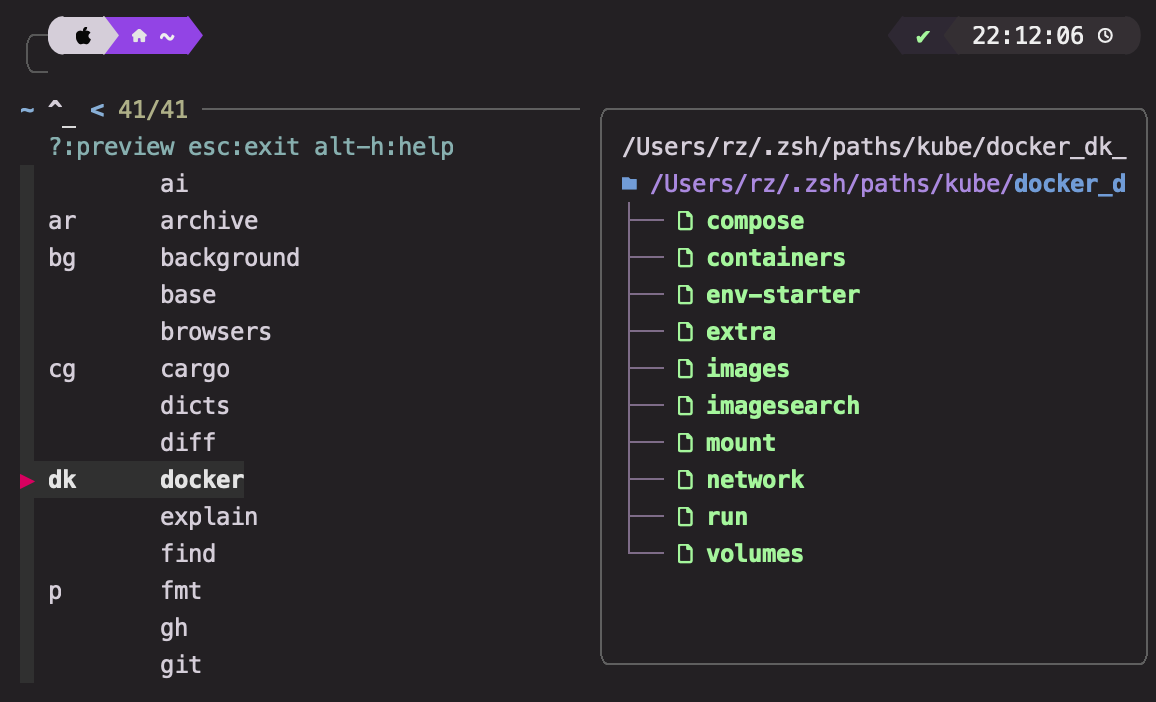 ~
✔ 22:12:06
~ ^_ < 41/41
?:preview esc:exit alt-h:help
ai
ar archive
bg background
base
browsers
cg cargo
dicts
diff
dk docker
explain
find
p fmt
gh
git
/Users/rz/.zsh/paths/kube/docker_dk_
/Users/rz/.zsh/paths/kube/docker_d
compose
containers
env-starter
extra
images
imagesearch
mount
network
run
volumes